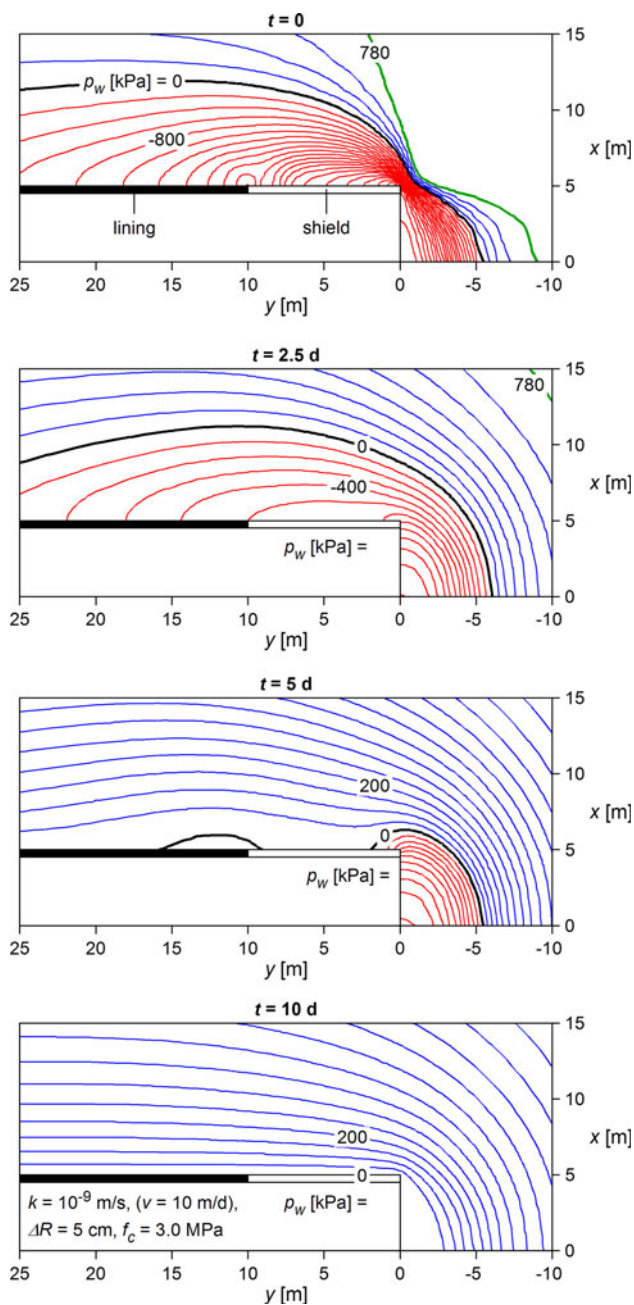 t = 0
780
p_w [kPa] = 0
-800
lining
shield
15
10
5
0
x [m]
25 20 15 10 5 0 -5 -10
y [m]
t = 2.5 d
780
0
-400
p_w [kPa] =
15
10
5
0
x [m]
25 20 15 10 5 0 -5 -10
y [m]
t = 5 d
200
0
p_w [kPa] =
15
10
5
0
x [m]
25 20 15 10 5 0 -5 -10
y [m]
t = 10 d
200
0
k = 10⁻⁹ m/s, (v = 10 m/d), p_w [kPa] =
ΔR = 5 cm, f_c = 3.0 MPa
15
10
5
0
x [m]
25 20 15 10 5 0 -5 -10
y [m]